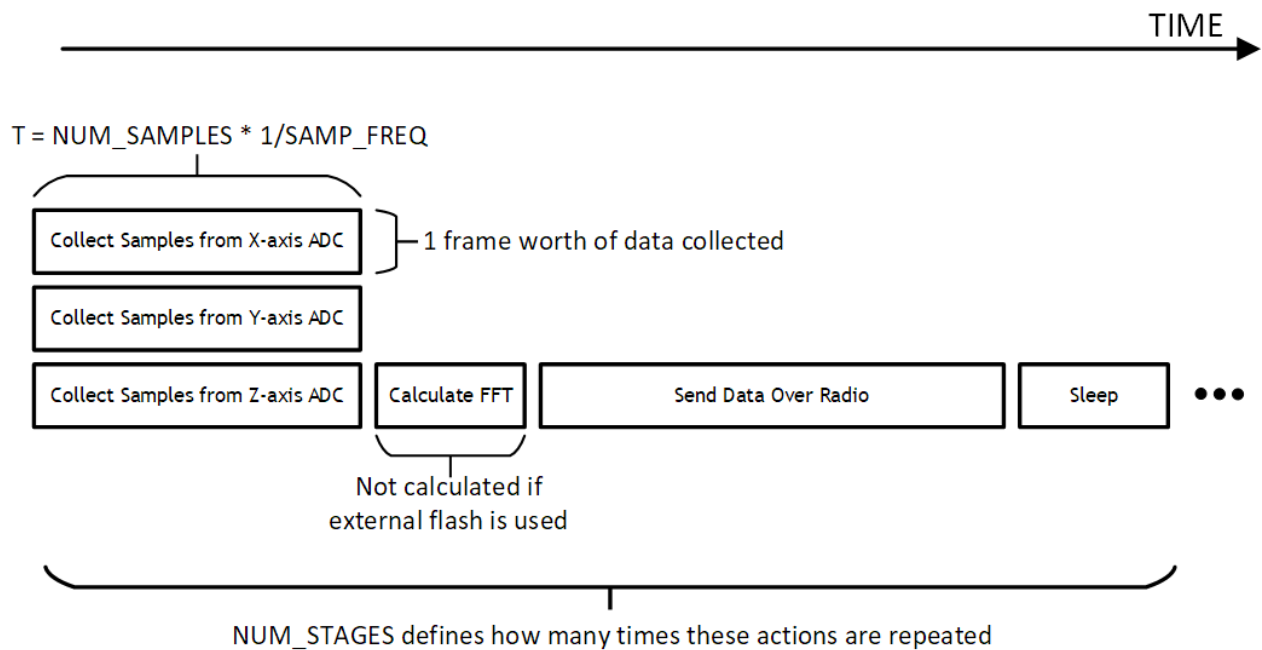 TIME
T = NUM_SAMPLES * 1/SAMP_FREQ
Collect Samples from X-axis ADC
1 frame worth of data collected
Collect Samples from Y-axis ADC
Collect Samples from Z-axis ADC
Calculate FFT
Send Data Over Radio
Sleep
Not calculated if
external flash is used
NUM_STAGES defines how many times these actions are repeated